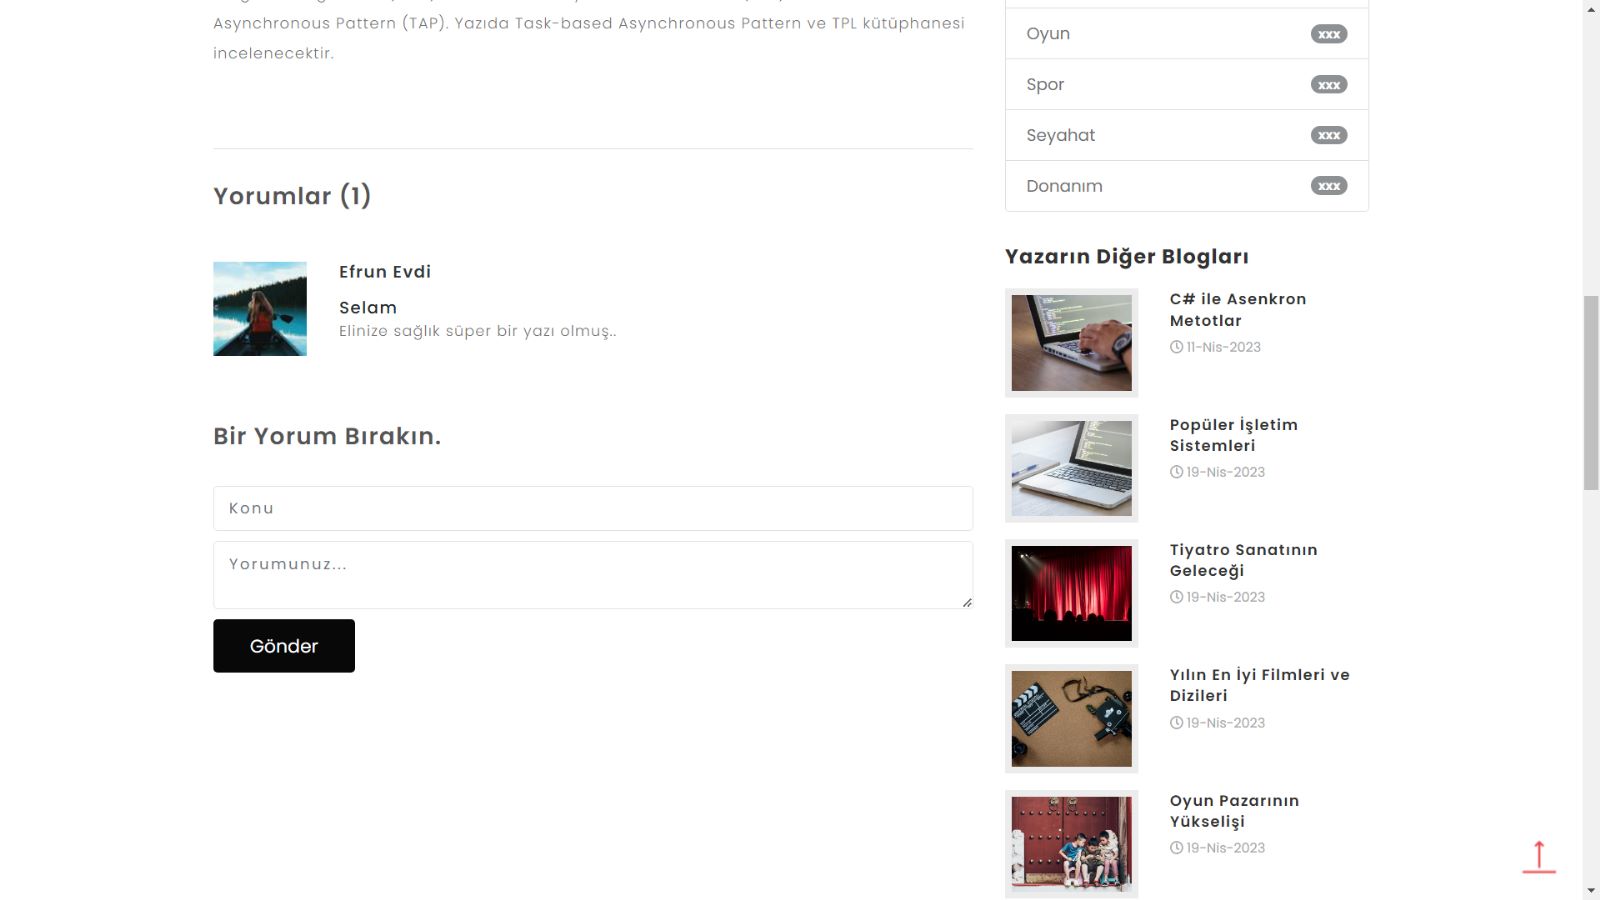 Asynchronous Pattern (TAP). Yazıda Task-based Asynchronous Pattern ve TPL kütüphanesi
incelenecektir.
Yorumlar (1)
Efrun Evdi
Selam
Elinize sağlık süper bir yazı olmuş..
Bir Yorum Bırakın.
Konu
Yorumunuz...
Gönder
Oyun xxx
Spor xxx
Seyahat xxx
Donanım xxx
Yazarın Diğer Blogları
C# ile Asenkron
Metotlar
11-Nis-2023
Popüler İşletim
Sistemleri
19-Nis-2023
Tiyatro Sanatının
Geleceği
19-Nis-2023
Yılın En İyi Filmleri ve
Dizileri
19-Nis-2023
Oyun Pazarının
Yükselişi
19-Nis-2023